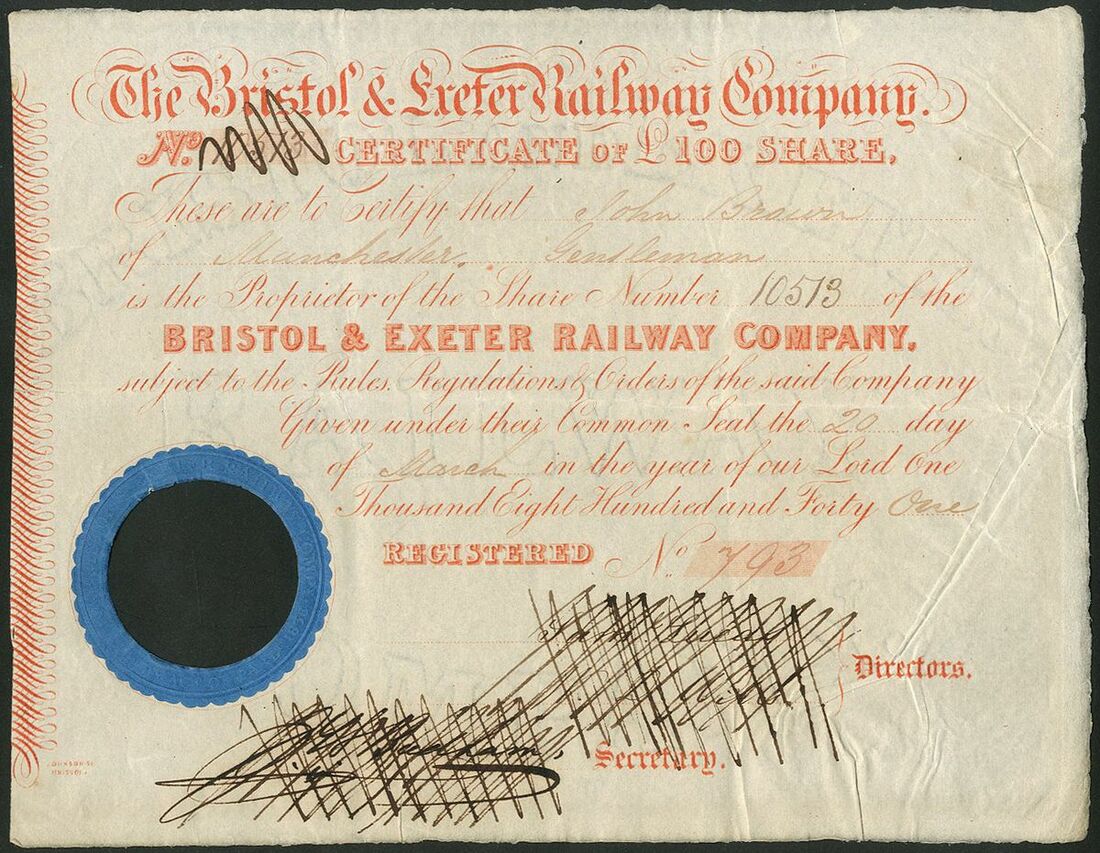 The Bristol & Exeter Railway Company.
No. CERTIFICATE OF £100 SHARE,
These are to Certify that John Brown
of Manchester. Gentleman
is the Proprietor of the Share Number 10513 of the
BRISTOL & EXETER RAILWAY COMPANY,
subject to the Rules, Regulations & Orders of the said Company
Given under their Common Seal the 20 day
of March in the year of our Lord One
Thousand Eight Hundred and Forty One
REGISTERED No. 793
Directors.
Secretary.